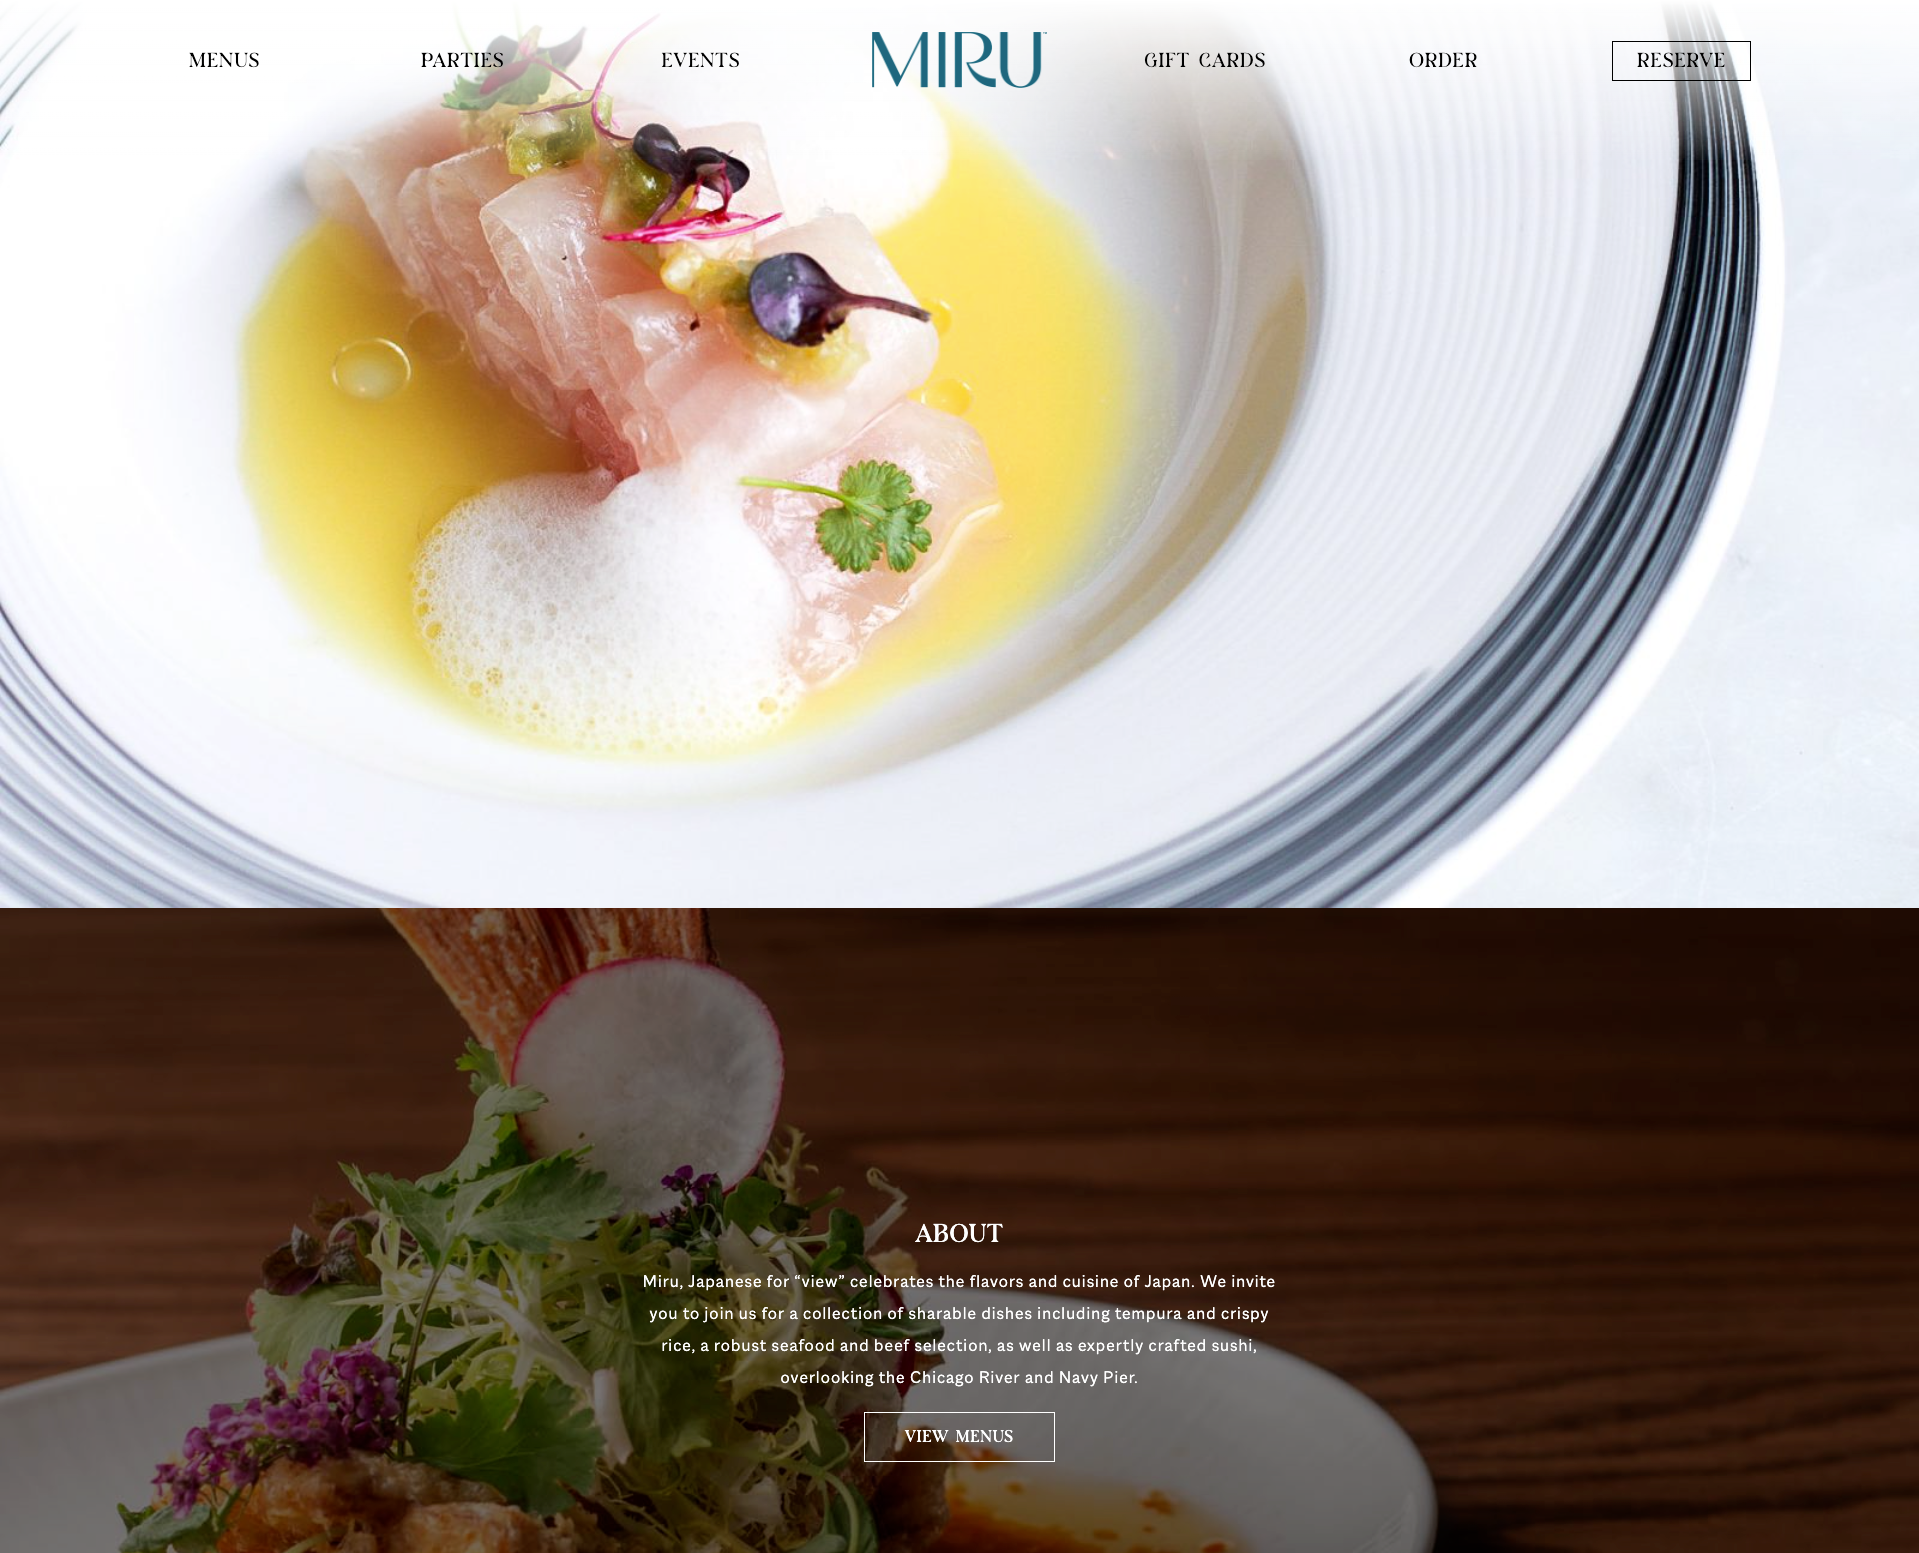 MENUS
PARTIES
EVENTS
MIRU
GIFT CARDS
ORDER
RESERVE
ABOUT
Miru, Japanese for “view” celebrates the flavors and cuisine of Japan. We invite
you to join us for a collection of sharable dishes including tempura and crispy
rice, a robust seafood and beef selection, as well as expertly crafted sushi,
overlooking the Chicago River and Navy Pier.
VIEW MENUS